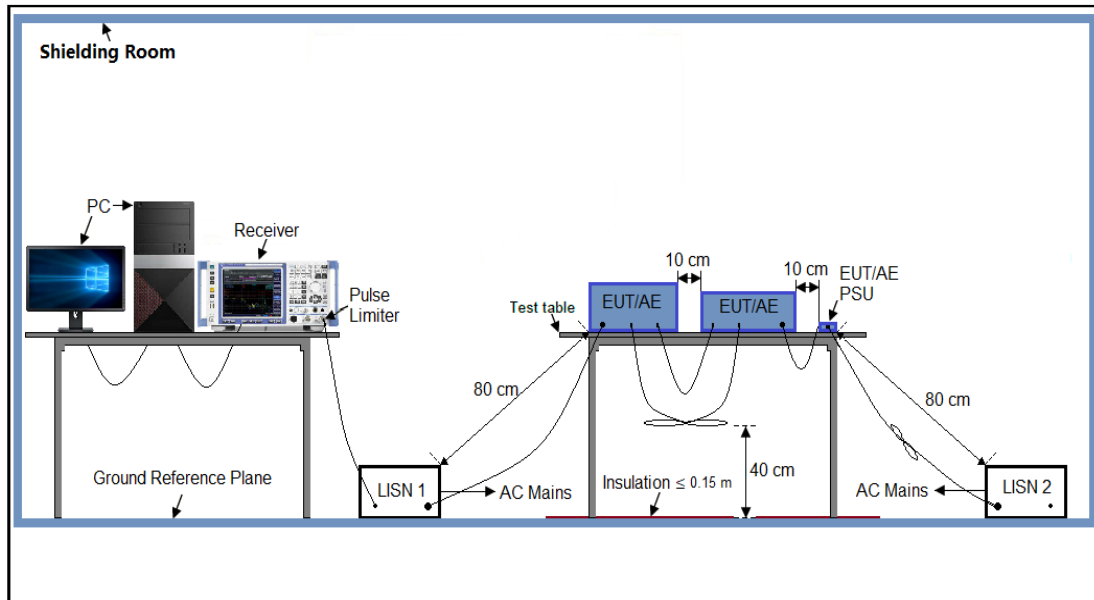 Shielding Room
PC
Receiver
Pulse
Limiter
10 cm
10 cm
EUT/AE
PSU
EUT/AE
EUT/AE
Test table
80 cm
80 cm
40 cm
Ground Reference Plane
LISN 1
AC Mains
Insulation ≤ 0.15 m
AC Mains
LISN 2